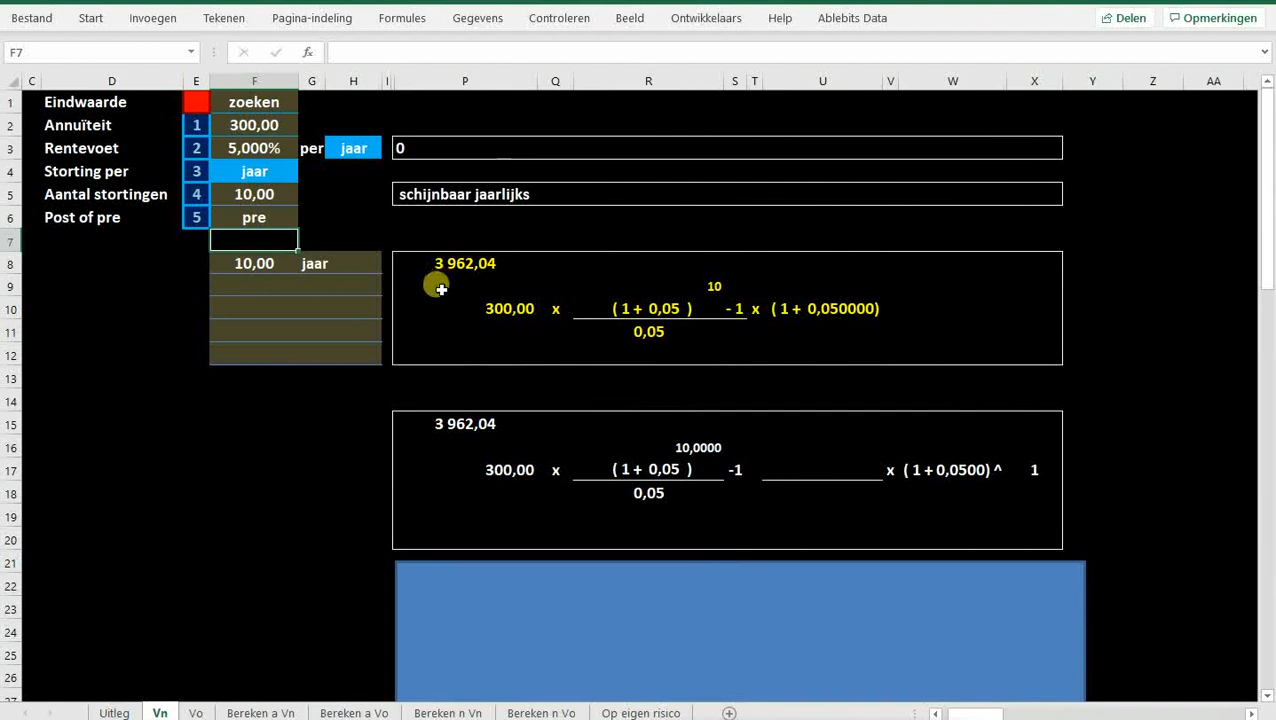 Bestand Start Invoegen Tekenen Pagina-indeling Formules Gegevens Controleren Beeld Ontwikkelaars Help Ablebits Data Delen Opmerkingen
F7 fx
C D E F G H I P Q R S T U V W X Y Z AA
1 Eindwaarde zoeken
2 Annuïteit 1 300,00
3 Rentevoet 2 5,000% per jaar 0
4 Storting per 3 jaar
5 Aantal stortingen 4 10,00 schijnbaar jaarlijks
6 Post of pre 5 pre
7
8 10,00 jaar 3 962,04
9 10
10 300,00 x ( 1 + 0,05 ) - 1 x ( 1 + 0,050000)
11 0,05
12
13
14
15 3 962,04
16 10,0000
17 300,00 x ( 1 + 0,05 ) -1 x ( 1 +0,0500) ^ 1
18 0,05
19
20
21
22
23
24
25
26
27
Uitleg Vn Vo Bereken a Vn Bereken a Vo Bereken n Vn Bereken n Vo Op eigen risico